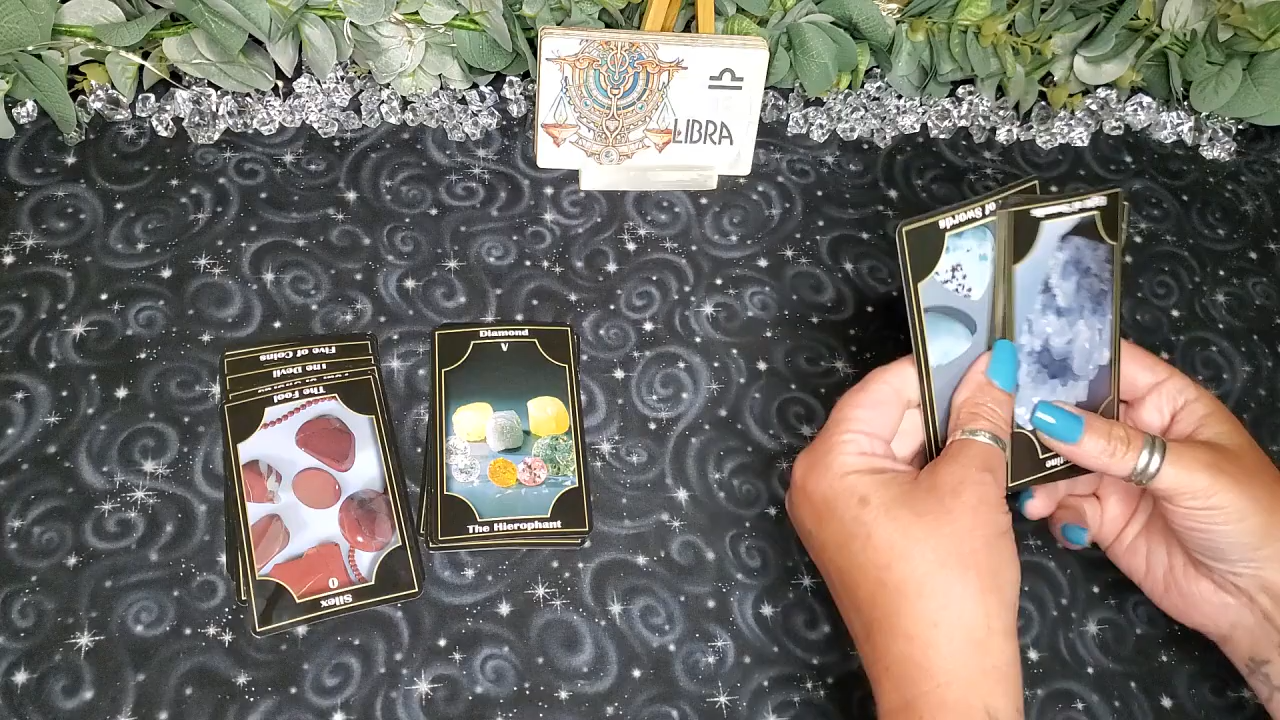 ♎
LIBRA
of Swords
Five of Coins
The Devil
The Fool
0
Silex
Diamond
V
The Hierophant